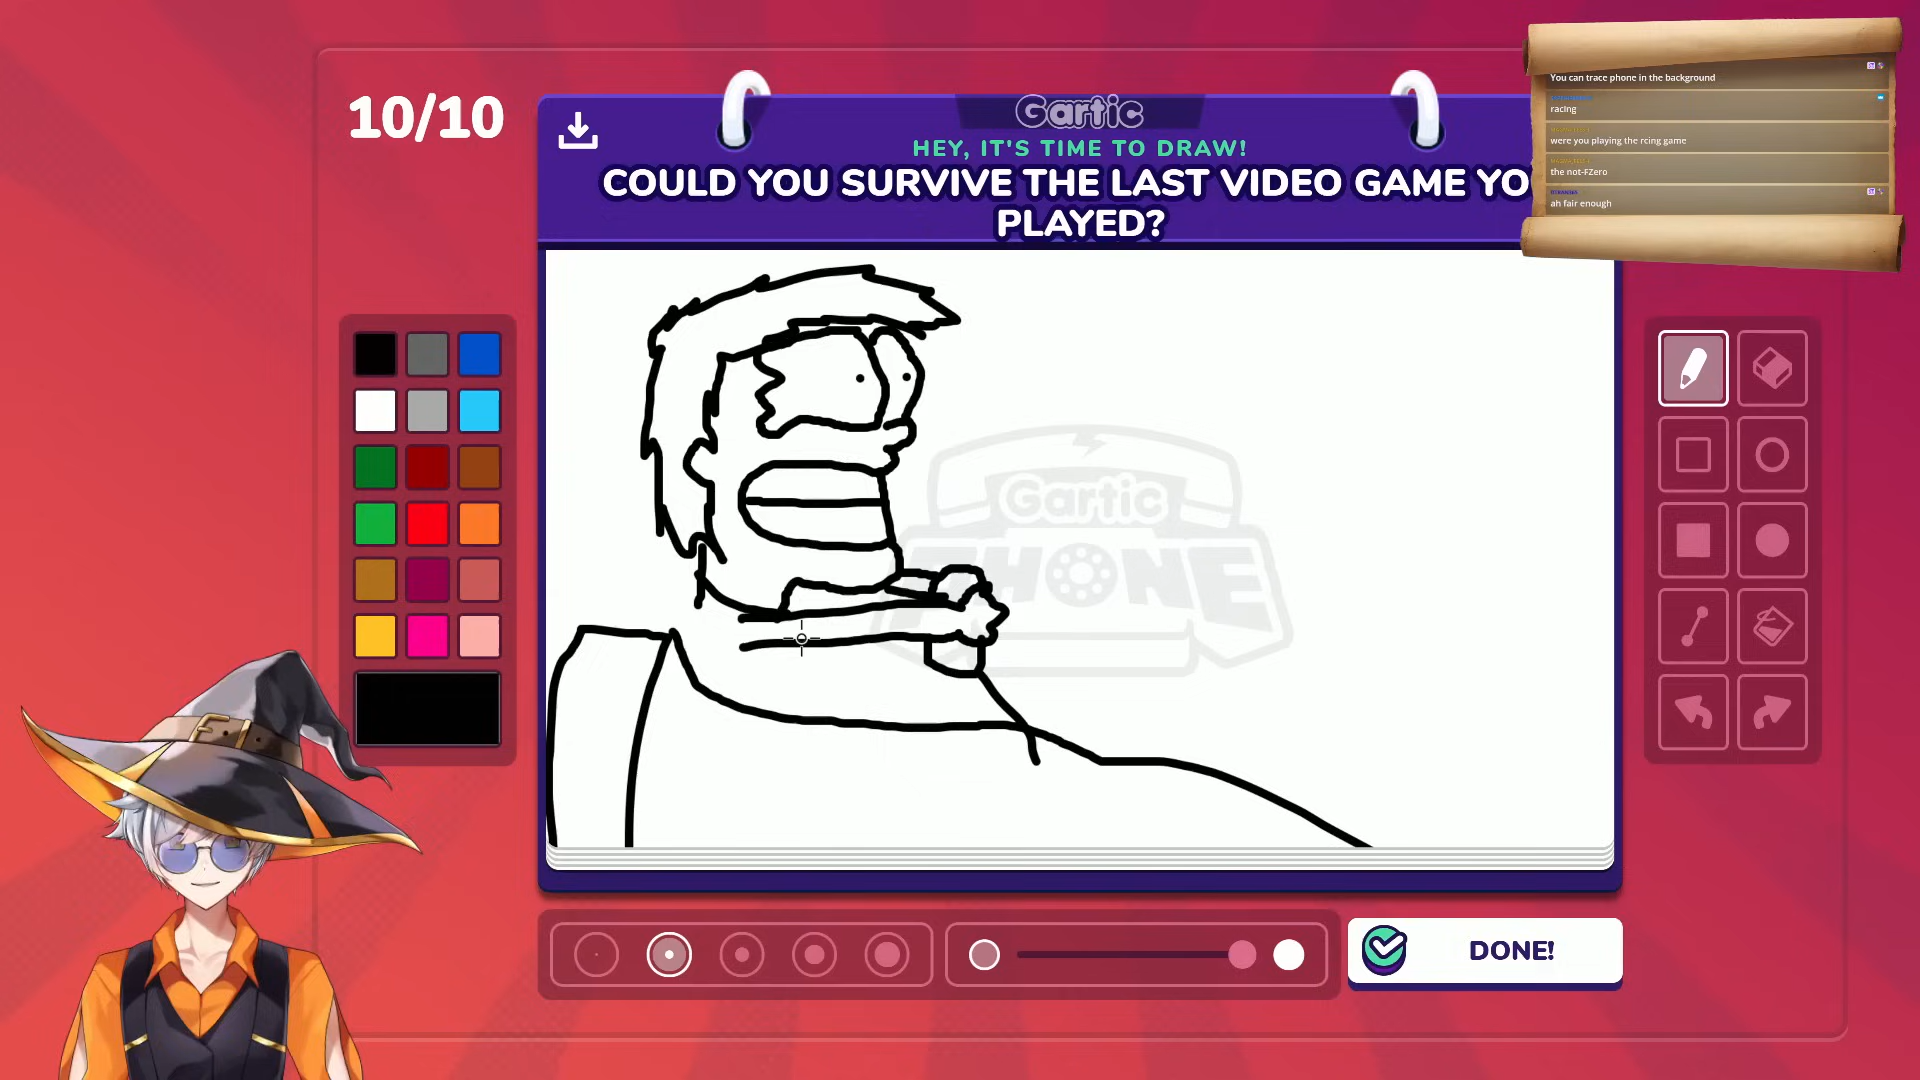 10/10
Gartic
HEY, IT'S TIME TO DRAW!
COULD YOU SURVIVE THE LAST VIDEO GAME YO
PLAYED?
You can trace phone in the background
racing
were you playing the rcing game
the not-FZero
ah fair enough
Gartic
PHONE
DONE!